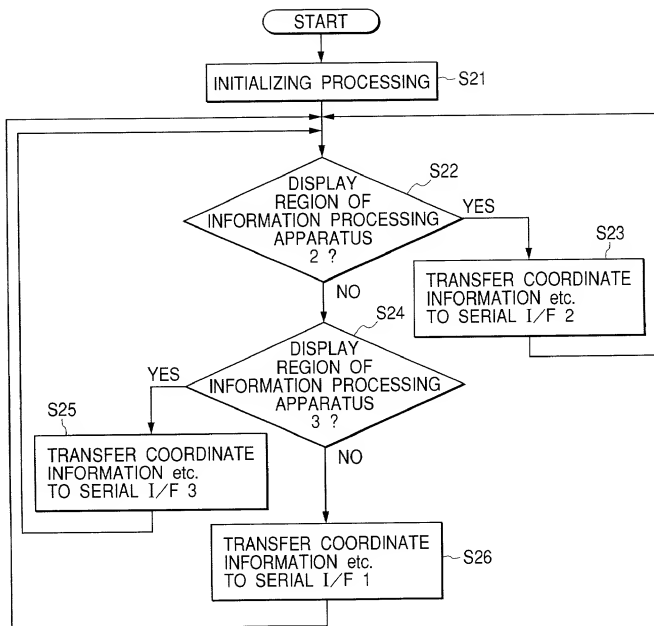 START
INITIALIZING PROCESSING
S21
DISPLAY
REGION OF
INFORMATION PROCESSING
APPARATUS
2 ?
S22
YES
NO
S23
TRANSFER COORDINATE
INFORMATION etc.
TO SERIAL I/F 2
S24
DISPLAY
REGION OF
INFORMATION PROCESSING
APPARATUS
3 ?
YES
NO
S25
TRANSFER COORDINATE
INFORMATION etc.
TO SERIAL I/F 3
TRANSFER COORDINATE
INFORMATION etc.
TO SERIAL I/F 1
S26